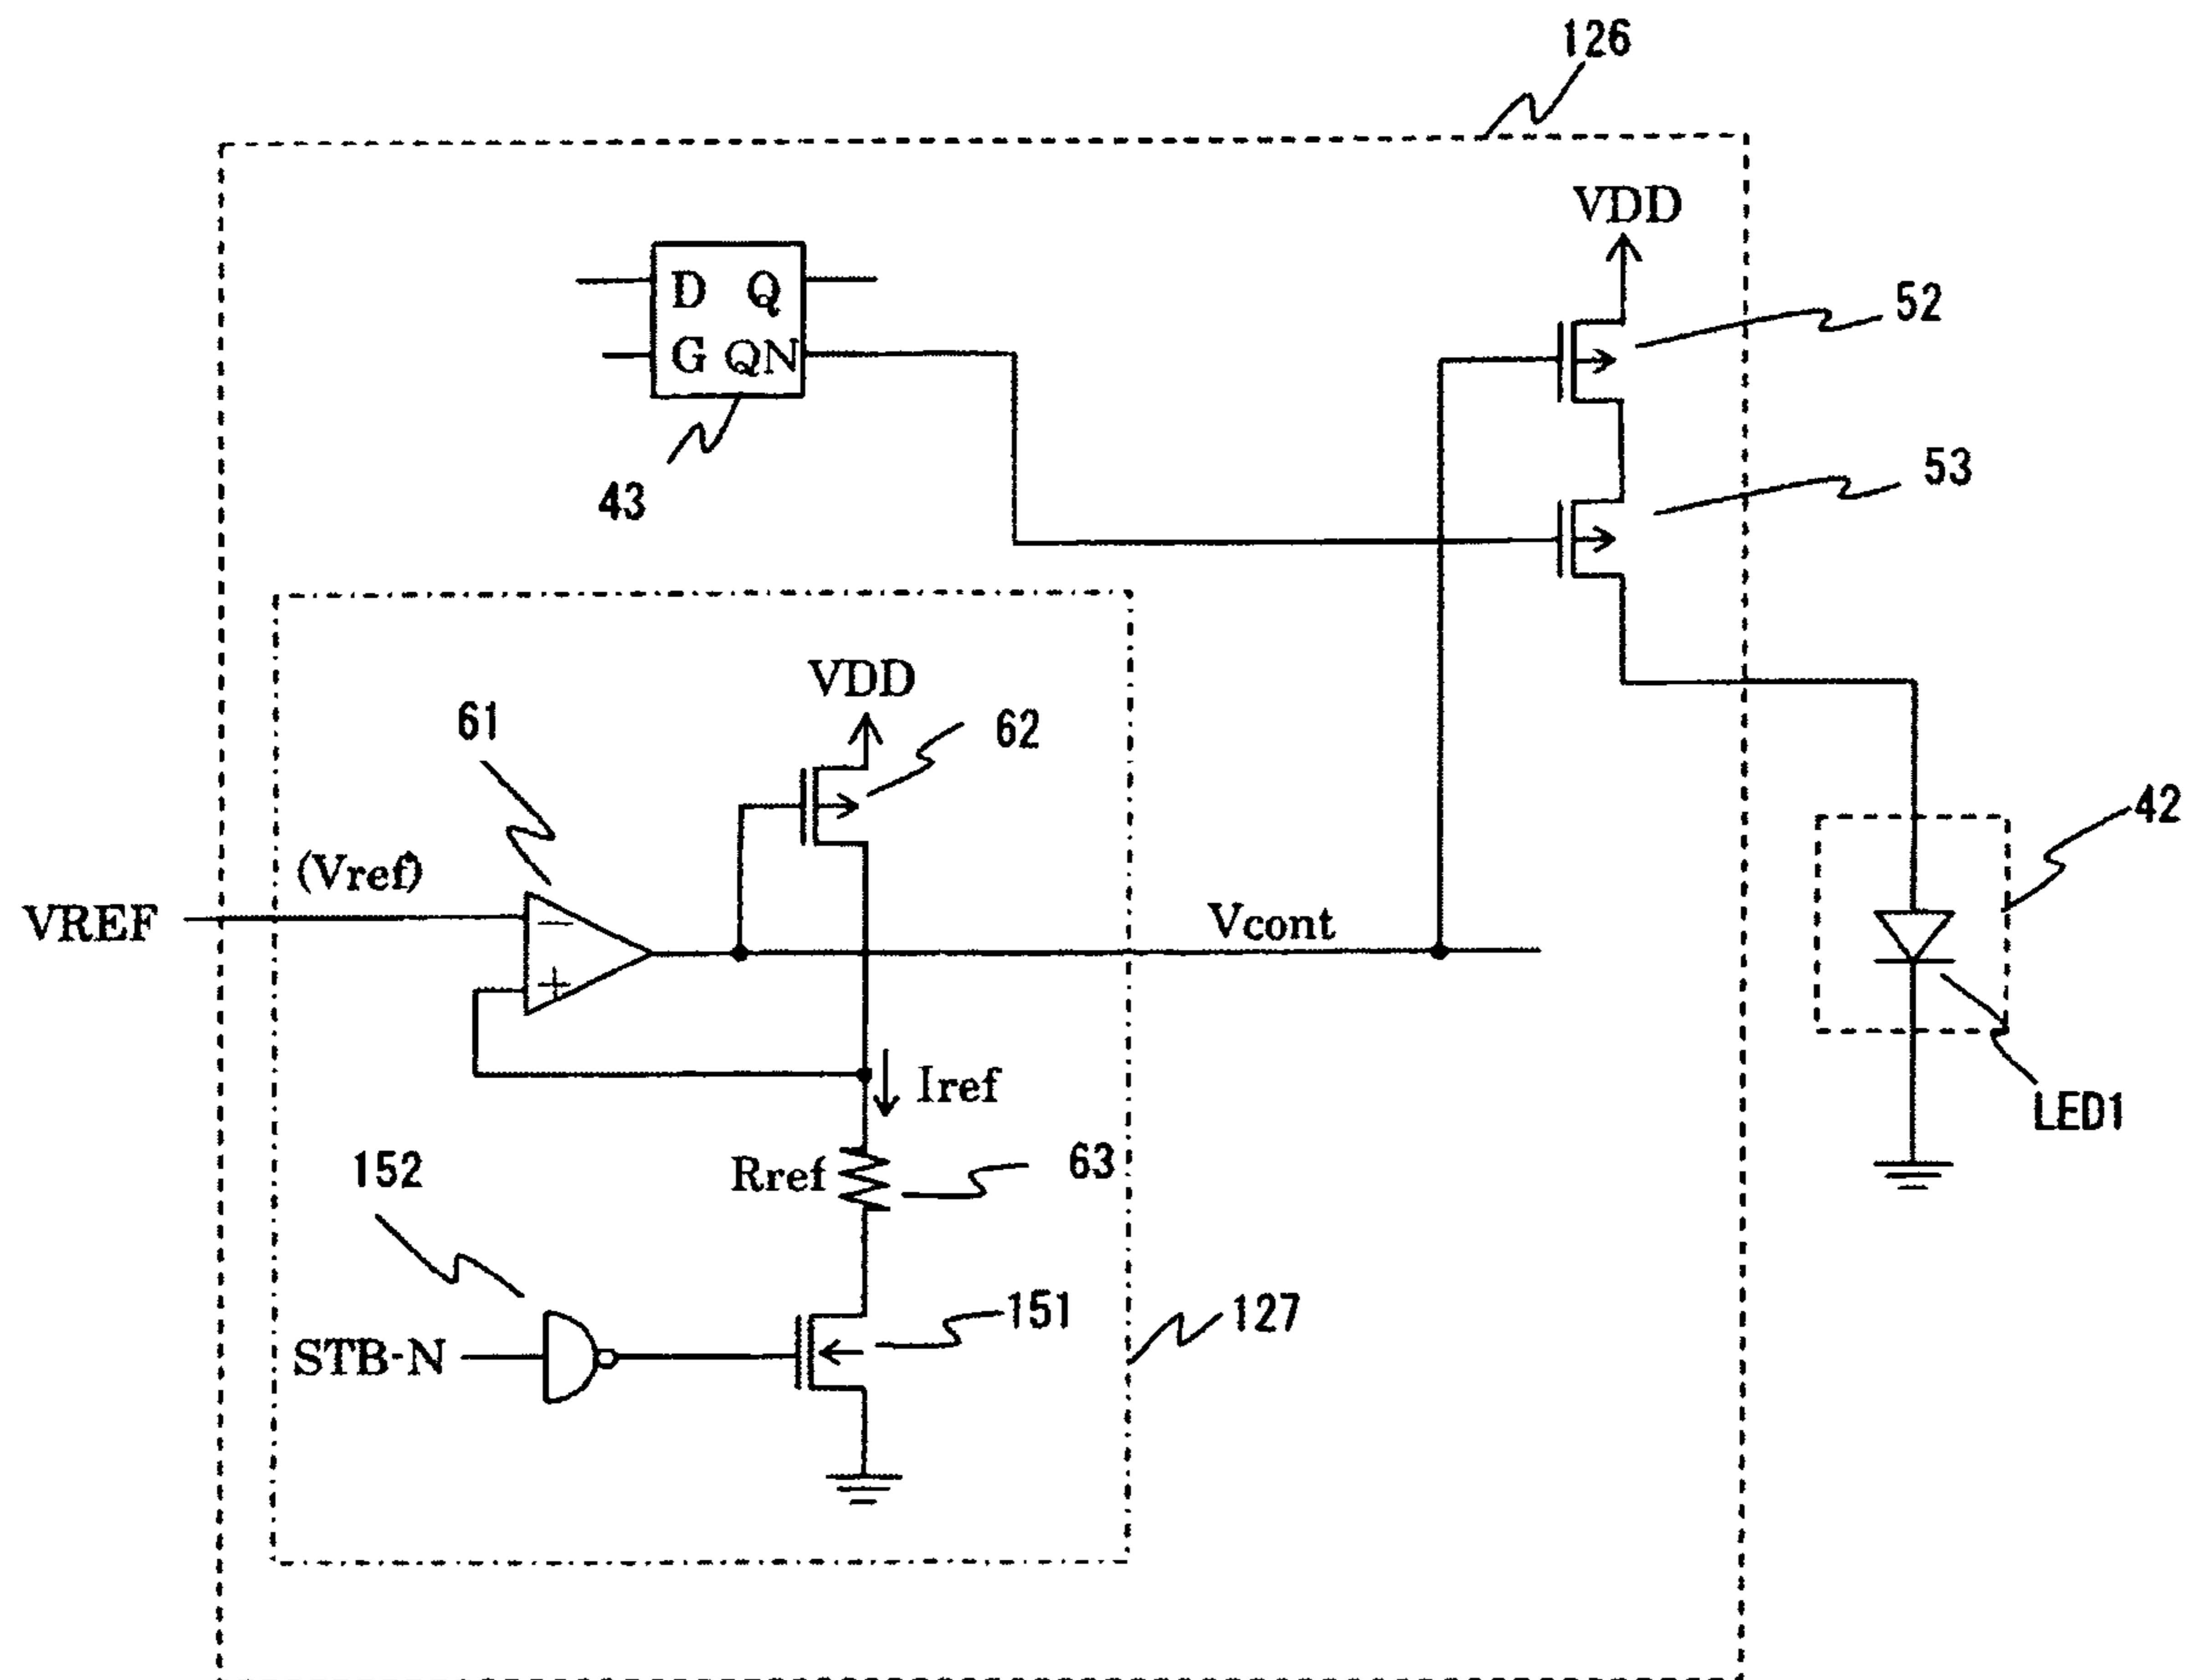 126
VDD
D Q
G QN
52
43
53
VDD
61
62
(Vref)
VREF
Vcont
42
Iref
LED1
152
Rref
63
STB-N
151
127